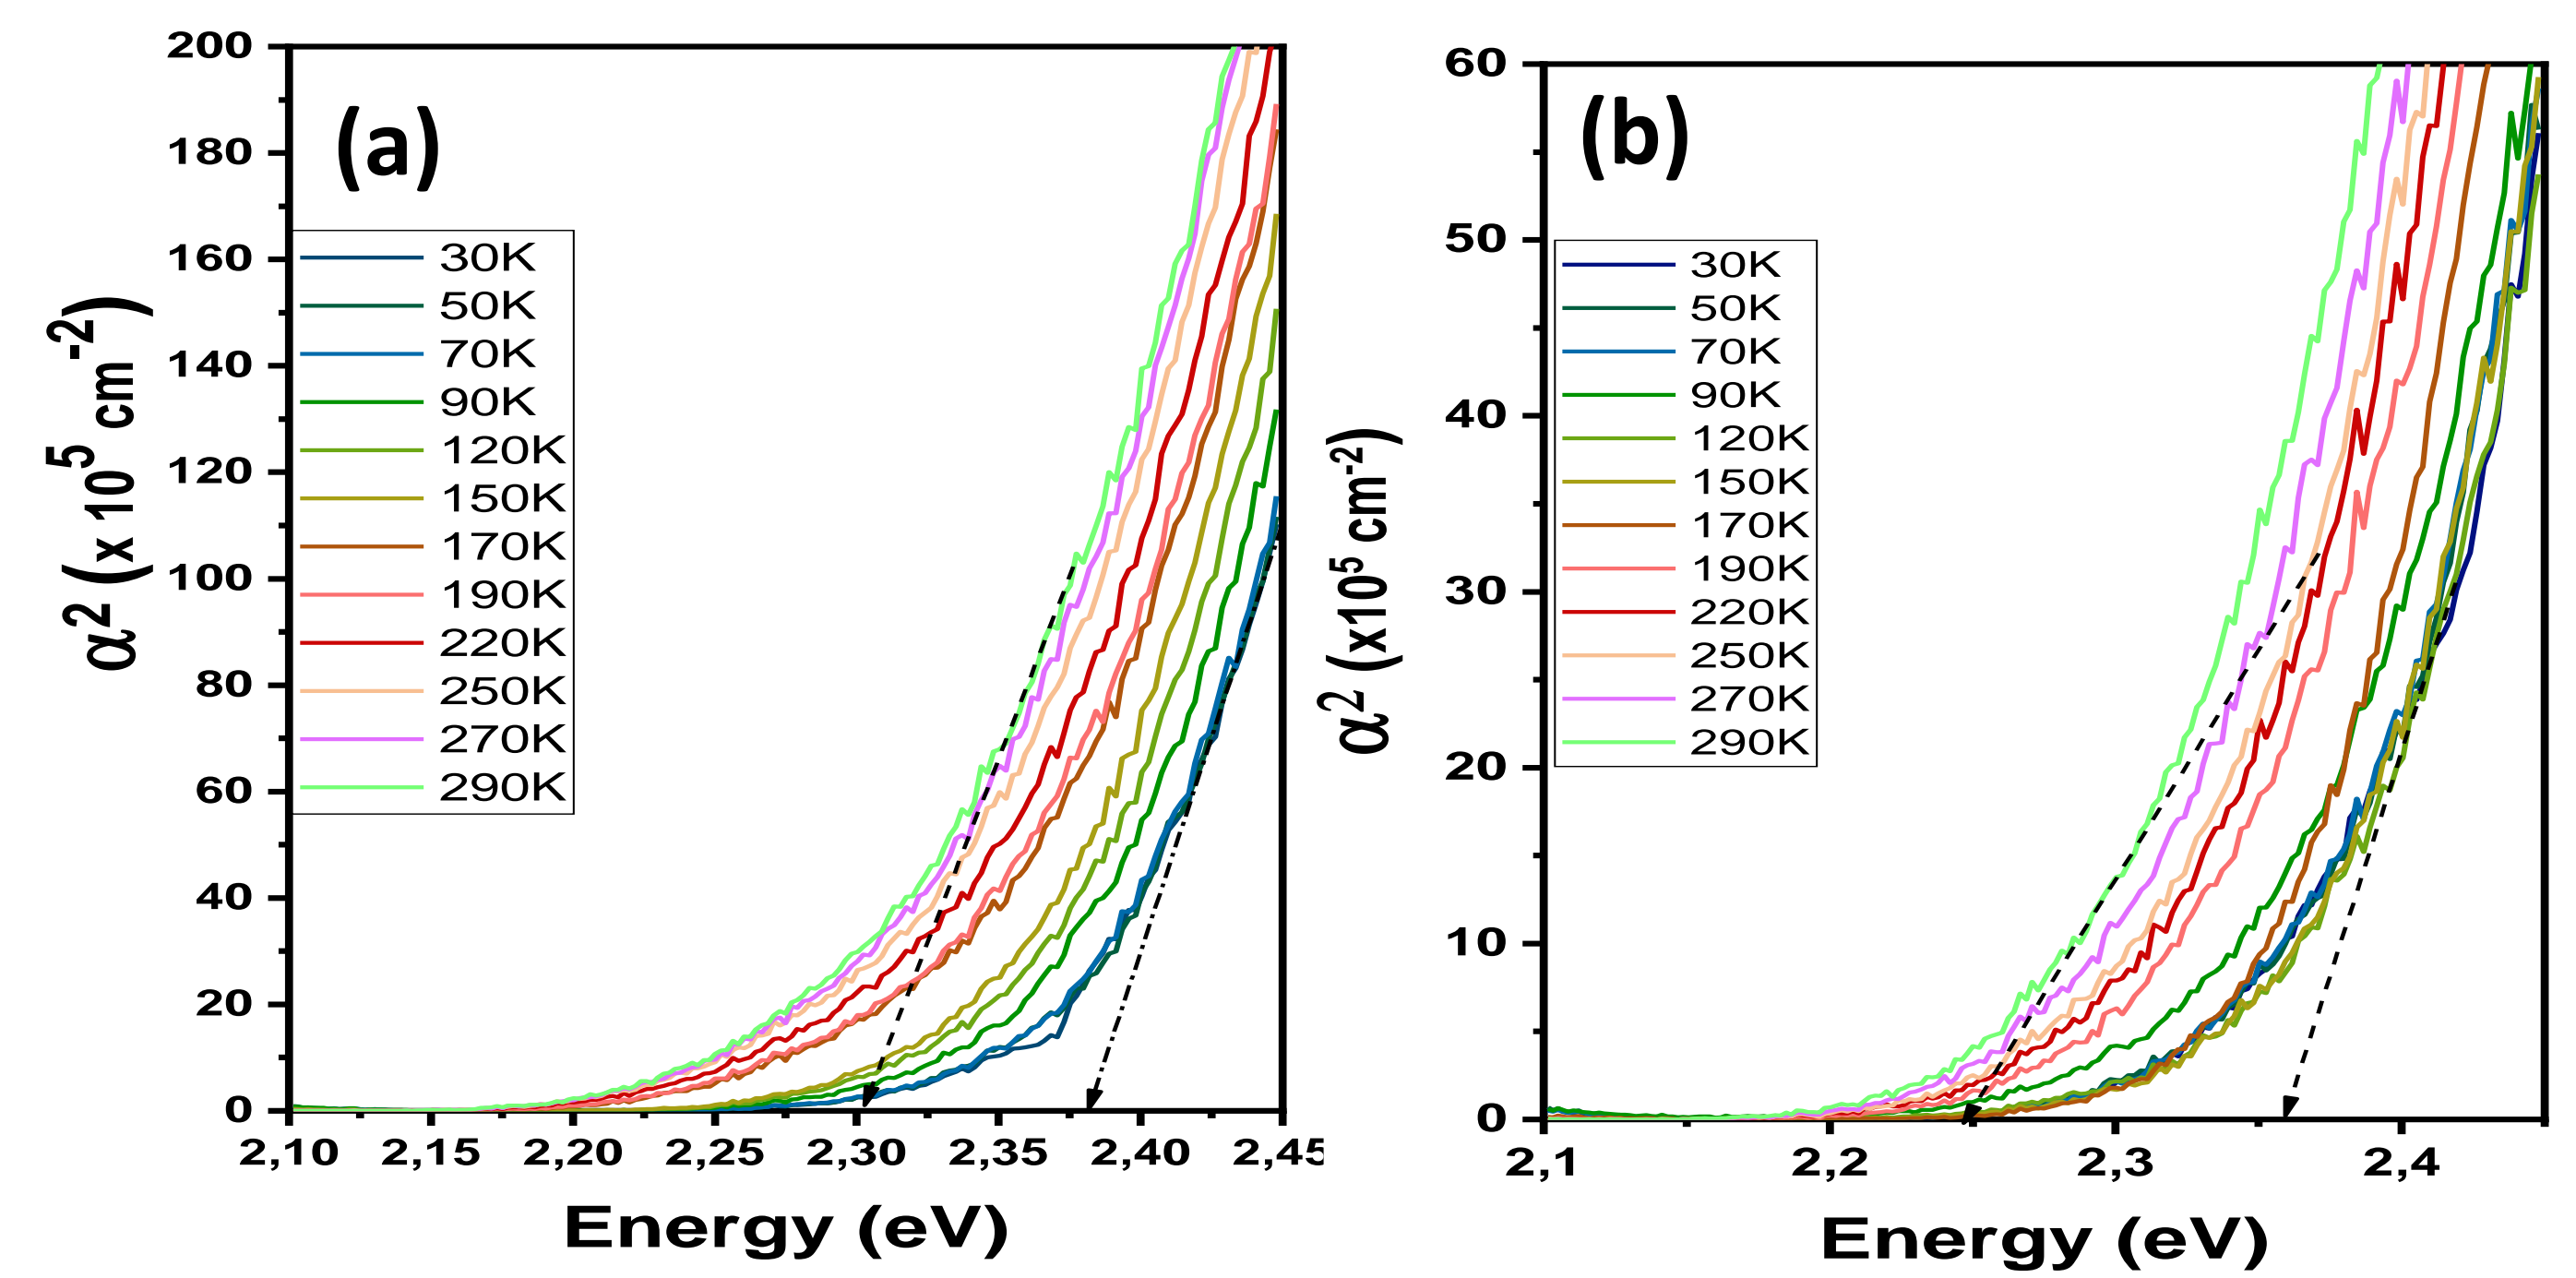 (a)
α² (x 10⁵ cm⁻²)
200
180
160
140
120
100
80
60
40
20
0
30K
50K
70K
90K
120K
150K
170K
190K
220K
250K
270K
290K
2,10 2,15 2,20 2,25 2,30 2,35 2,40 2,45
Energy (eV)
(b)
α² (x10⁵ cm⁻²)
60
50
40
30
20
10
0
30K
50K
70K
90K
120K
150K
170K
190K
220K
250K
270K
290K
2,1 2,2 2,3 2,4
Energy (eV)